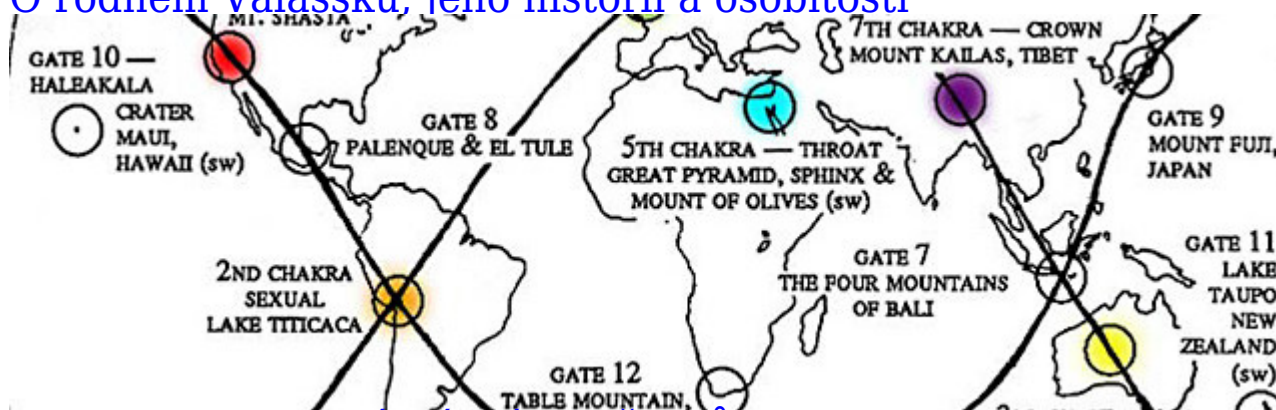 O rodném Valašsku, jeho historii a osobitosti
MT. SHASTA
GATE 10 —
HALEAKALA
CRATER
MAUI,
HAWAII (sw)
GATE 8
PALENQUE & EL TULE
5TH CHAKRA — THROAT
GREAT PYRAMID, SPHINX &
MOUNT OF OLIVES (sw)
7TH CHAKRA — CROWN
MOUNT KAILAS, TIBET
GATE 9
MOUNT FUJI,
JAPAN
2ND CHAKRA
SEXUAL
LAKE TITICACA
GATE 7
THE FOUR MOUNTAINS
OF BALI
GATE 11
LAKE
TAUPO
NEW
ZEALAND
(sw)
GATE 12
TABLE MOUNTAIN,